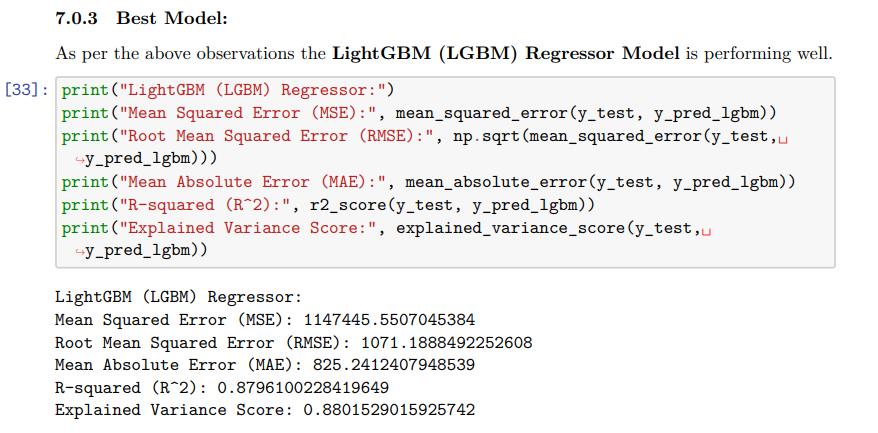 7.0.3 Best Model:
As per the above observations the LightGBM (LGBM) Regressor Model is performing well.
[33]: print("LightGBM (LGBM) Regressor:")
print("Mean Squared Error (MSE):", mean_squared_error(y_test, y_pred_lgbm))
print("Root Mean Squared Error (RMSE):", np.sqrt(mean_squared_error(y_test,␣
↪y_pred_lgbm)))
print("Mean Absolute Error (MAE):", mean_absolute_error(y_test, y_pred_lgbm))
print("R-squared (R^2):", r2_score(y_test, y_pred_lgbm))
print("Explained Variance Score:", explained_variance_score(y_test,␣
↪y_pred_lgbm))
LightGBM (LGBM) Regressor:
Mean Squared Error (MSE): 1147445.5507045384
Root Mean Squared Error (RMSE): 1071.1888492252608
Mean Absolute Error (MAE): 825.2412407948539
R-squared (R^2): 0.8796100228419649
Explained Variance Score: 0.8801529015925742